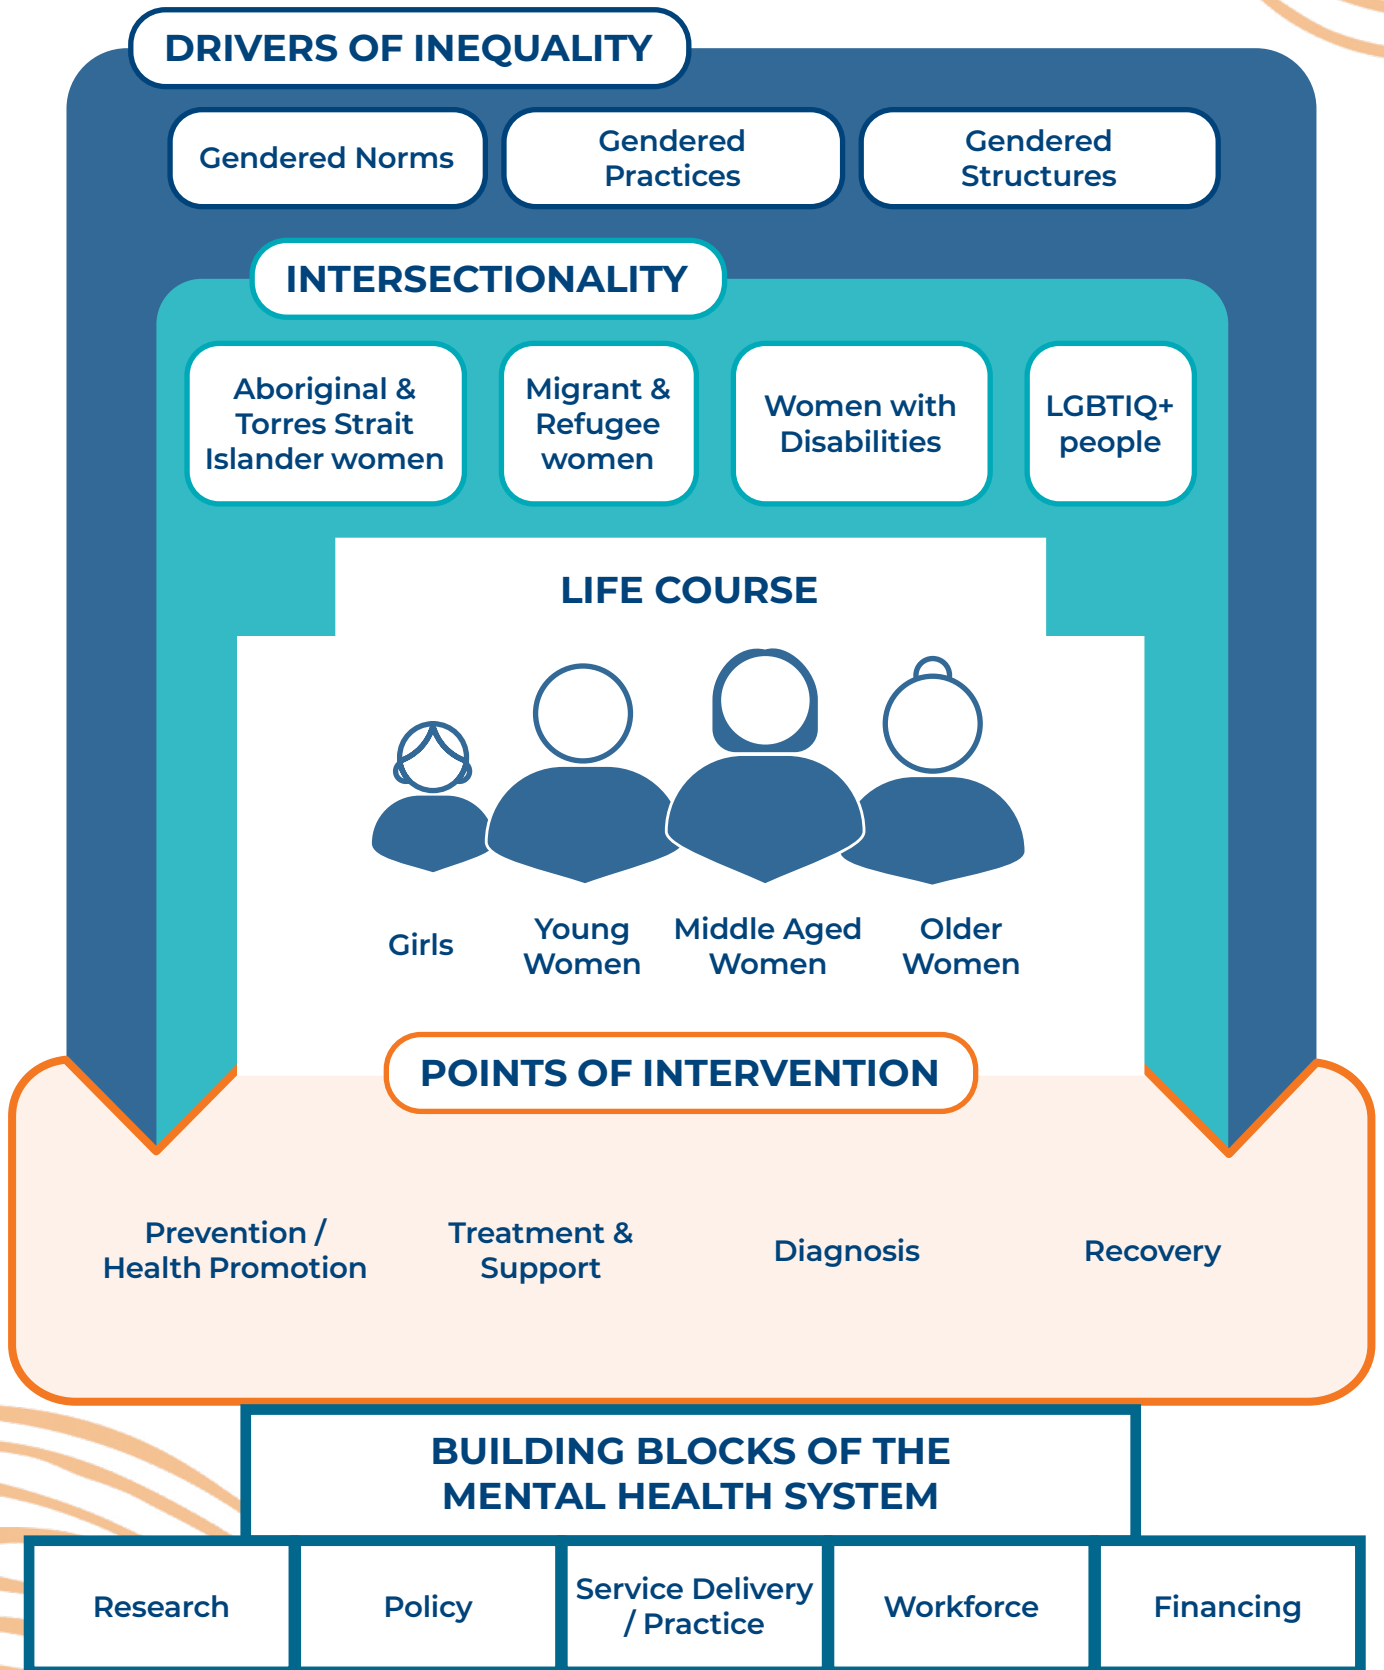 DRIVERS OF INEQUALITY
Gendered Norms
Gendered
Practices
Gendered
Structures
INTERSECTIONALITY
Aboriginal &
Torres Strait
Islander women
Migrant &
Refugee
women
Women with
Disabilities
LGBTIQ+
people
LIFE COURSE
Girls
Young
Women
Middle Aged
Women
Older
Women
POINTS OF INTERVENTION
Prevention /
Health Promotion
Treatment &
Support
Diagnosis
Recovery
BUILDING BLOCKS OF THE
MENTAL HEALTH SYSTEM
Research
Policy
Service Delivery
/ Practice
Workforce
Financing